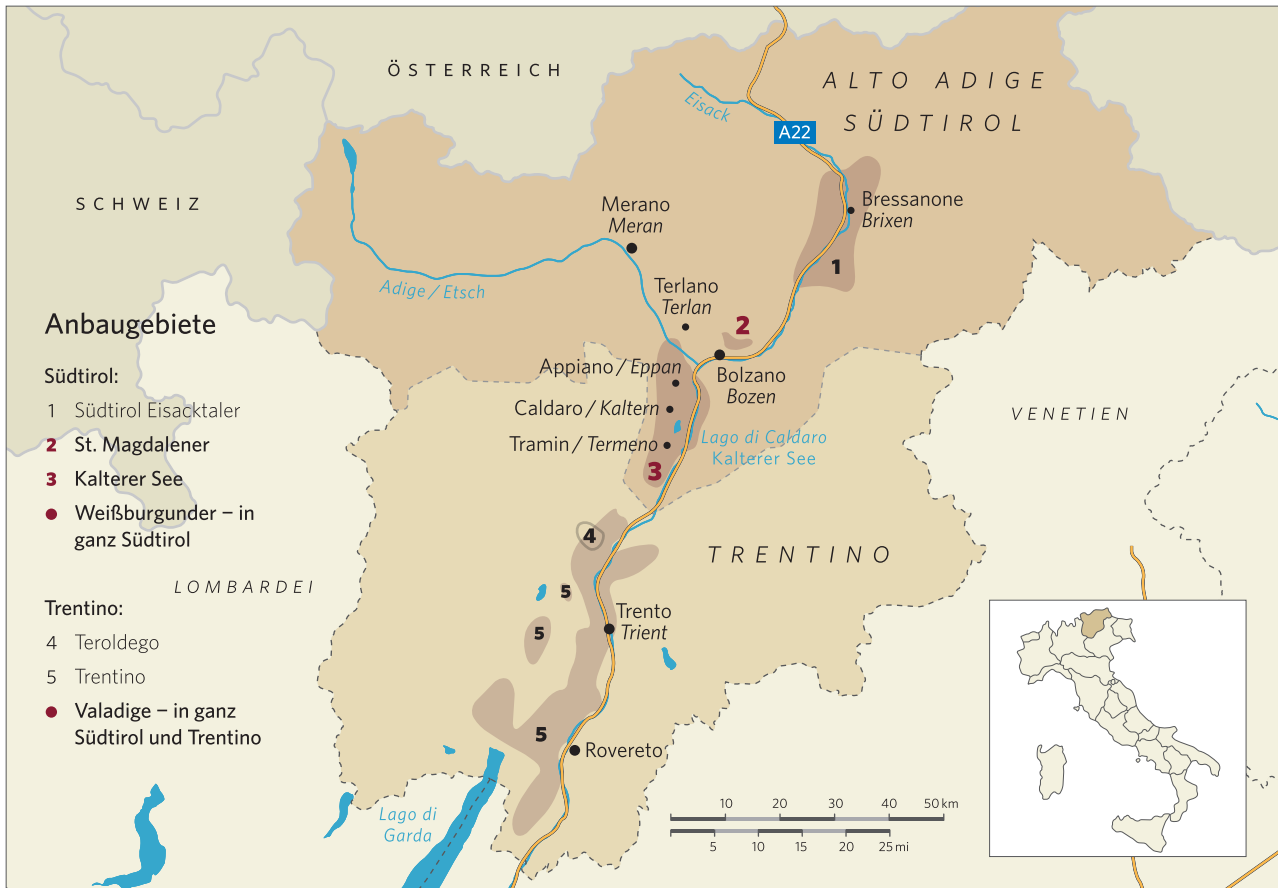 ÖSTERREICH
ALTO ADIGE
SÜDTIROL
Eisack
A22
SCHWEIZ
Merano
Meran
Bressanone
Brixen
1
Adige / Etsch
Terlano
Terlan
2
Appiano / Eppan
Bolzano
Bozen
Caldaro / Kaltern
Tramin / Termeno
Lago di Caldaro
Kalterer See
3
VENETIEN
Anbaugebiete
Südtirol:
1 Südtirol Eisacktaler
2 St. Magdalener
3 Kalterer See
Weißburgunder – in
ganz Südtirol
LOMBARDEI
Trentino:
4 Teroldego
5 Trentino
Valadige – in ganz
Südtirol und Trentino
4
TRENTINO
5
Trento
Trient
5
5
Rovereto
Lago di
Garda
10 20 30 40 50 km
5 10 15 20 25 mi